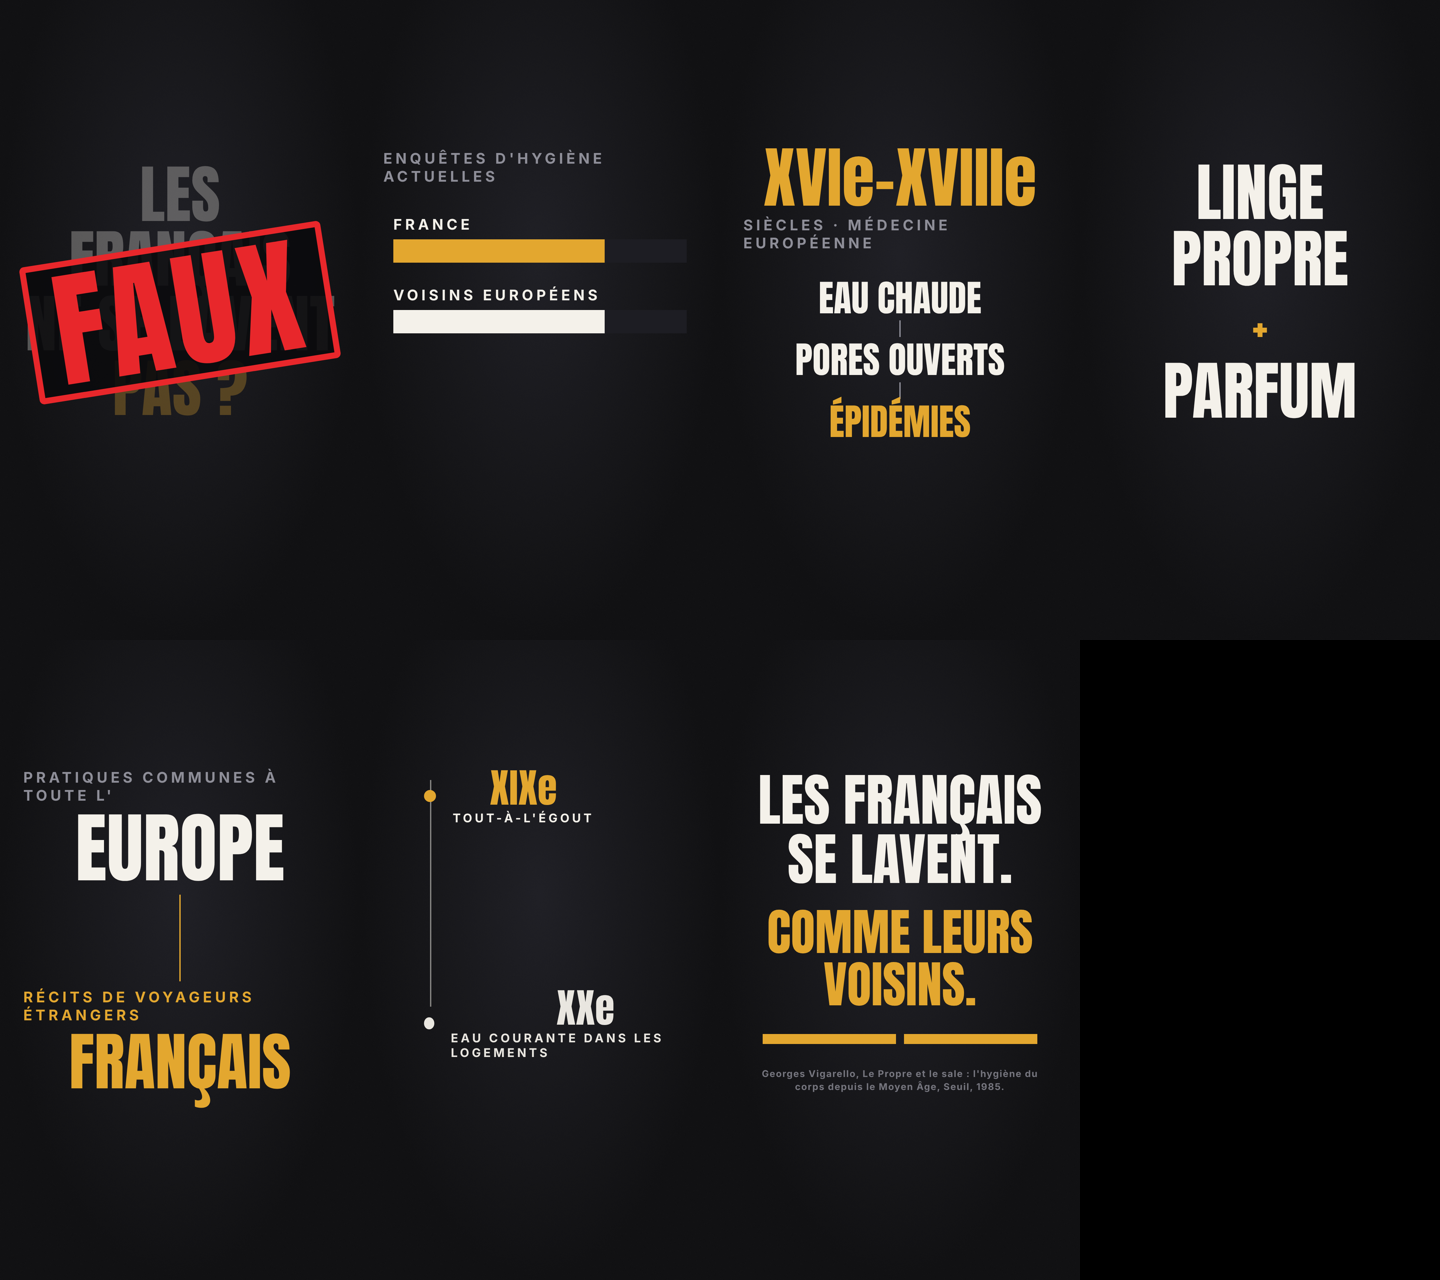 LES
FAUX
PAS ?
ENQUÊTES D'HYGIÈNE
ACTUELLES
FRANCE
VOISINS EUROPÉENS
XVIe-XVIIIe
SIÈCLES · MÉDECINE
EUROPÉENNE
EAU CHAUDE
PORES OUVERTS
ÉPIDÉMIES
LINGE
PROPRE
+
PARFUM
PRATIQUES COMMUNES À
TOUTE L'
EUROPE
RÉCITS DE VOYAGEURS
ÉTRANGERS
FRANÇAIS
XIXe
TOUT-À-L'ÉGOUT
XXe
EAU COURANTE DANS LES
LOGEMENTS
LES FRANÇAIS
SE LAVENT.
COMME LEURS
VOISINS.
Georges Vigarello, Le Propre et le sale : l'hygiène du
corps depuis le Moyen Âge, Seuil, 1985.